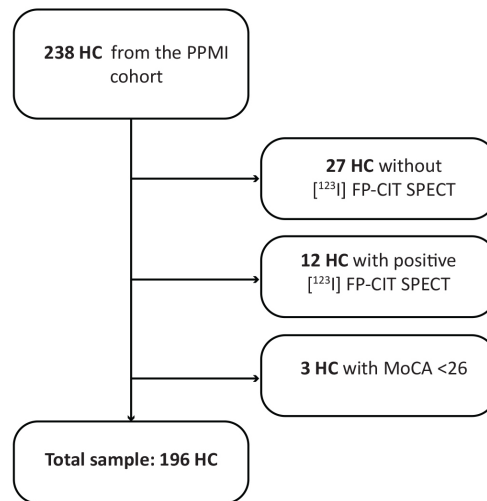 238 HC from the PPMI
cohort
27 HC without
[¹²³I] FP-CIT SPECT
12 HC with positive
[¹²³I] FP-CIT SPECT
3 HC with MoCA <26
Total sample: 196 HC